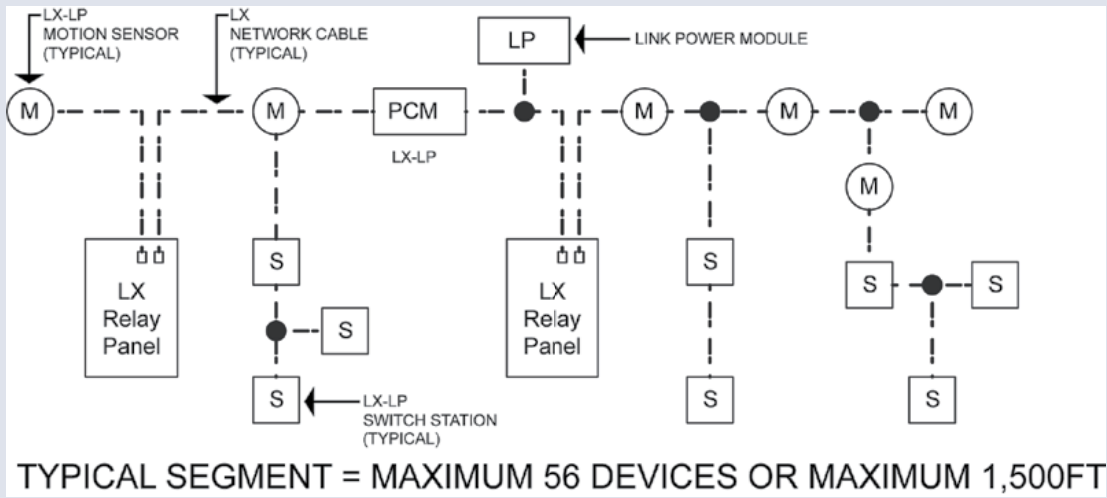 LX-LP
MOTION SENSOR
(TYPICAL)
LX
NETWORK CABLE
(TYPICAL)
LP
LINK POWER MODULE
M
M
PCM
M
M
M
LX-LP
M
S
S
S
S
S
LX
Relay
Panel
LX
Relay
Panel
S
S
S
S
LX-LP
SWITCH STATION
(TYPICAL)
TYPICAL SEGMENT = MAXIMUM 56 DEVICES OR MAXIMUM 1,500FT